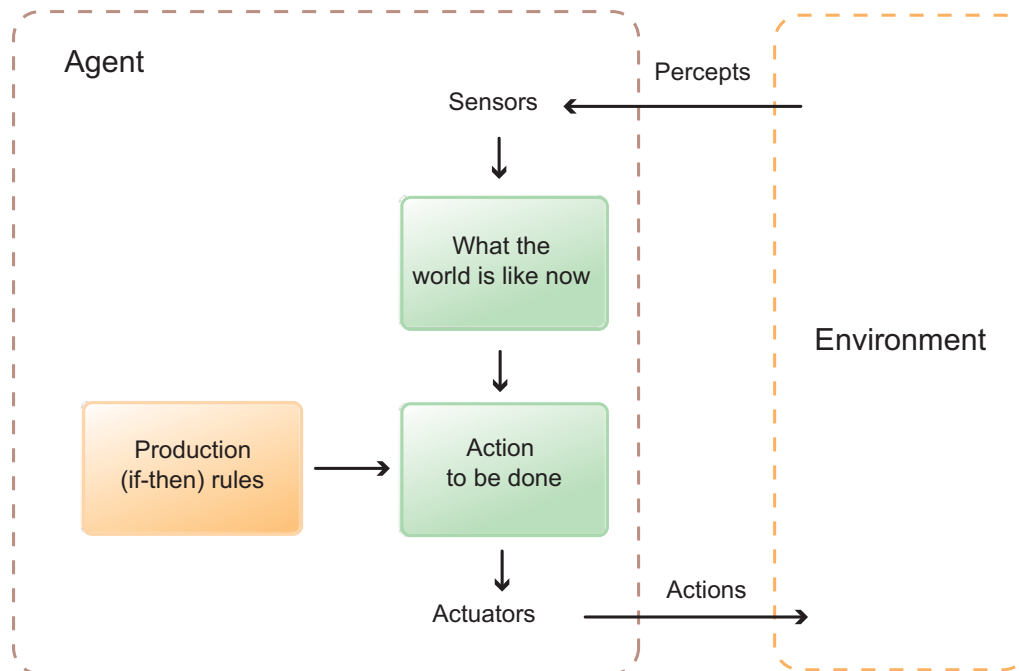 Agent
Percepts
Sensors
What the
world is like now
Environment
Production
(if-then) rules
Action
to be done
Actions
Actuators